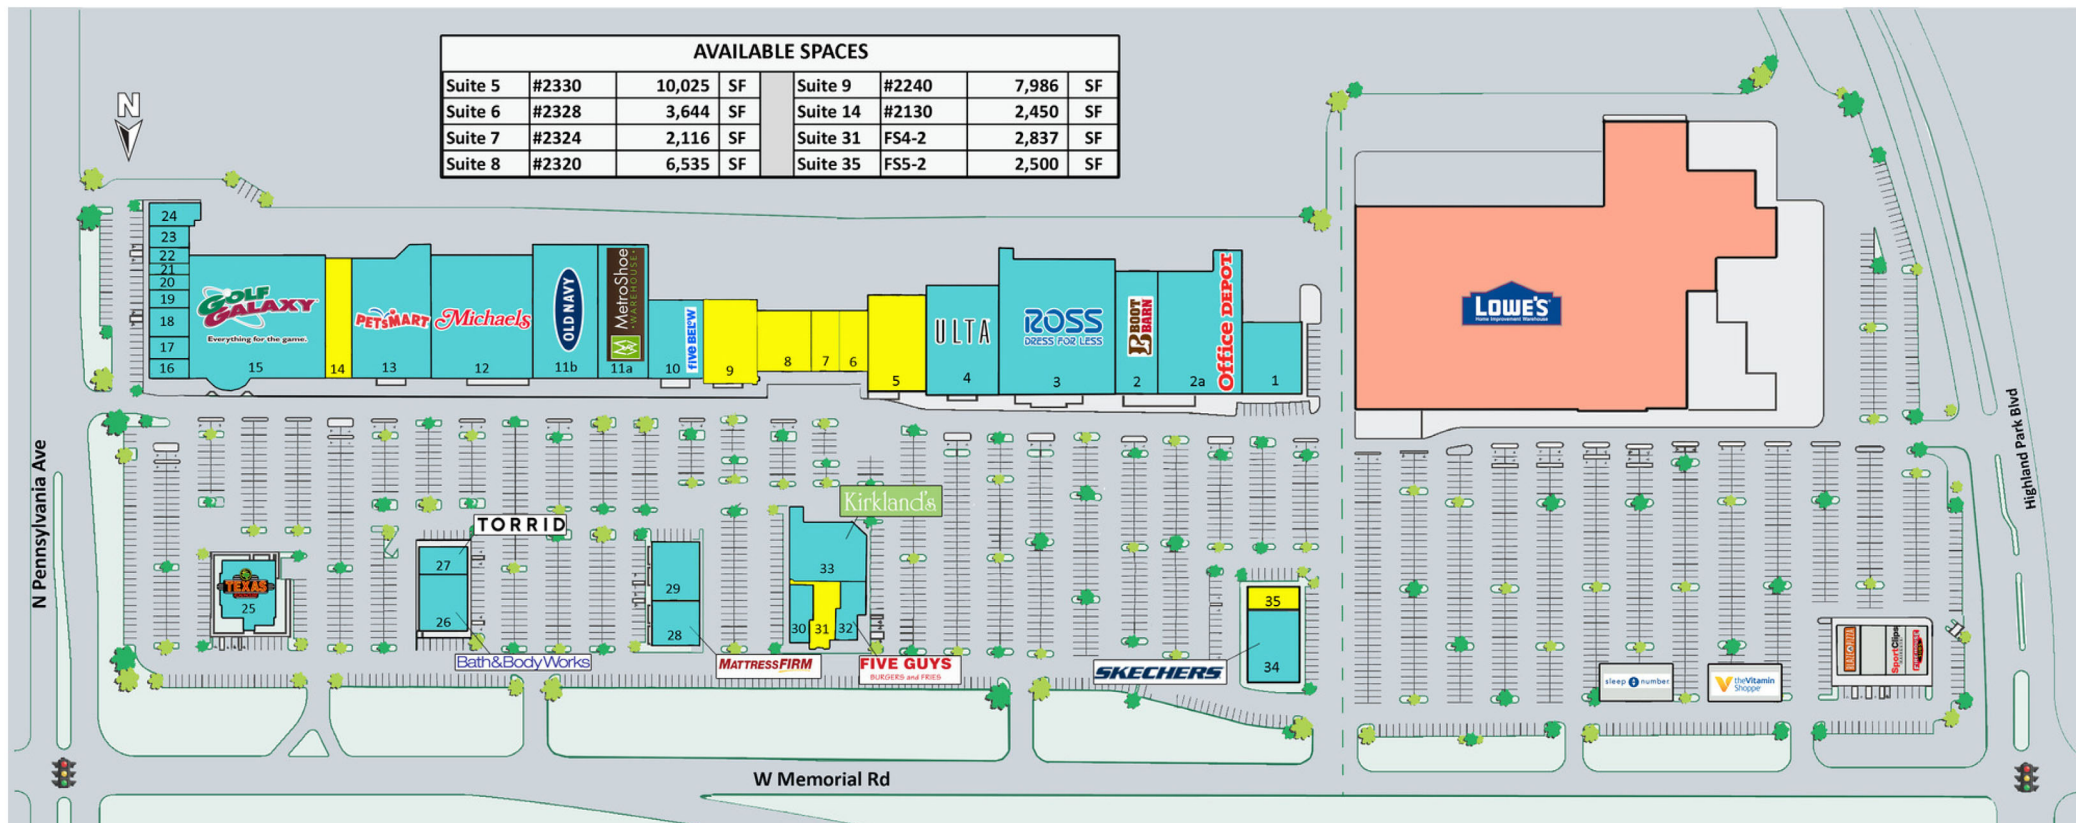 AVAILABLE SPACES
Suite 5 #2330 10,025 SF Suite 9 #2240 7,986 SF
Suite 6 #2328 3,644 SF Suite 14 #2130 2,450 SF
Suite 7 #2324 2,116 SF Suite 31 FS4-2 2,837 SF
Suite 8 #2320 6,535 SF Suite 35 FS5-2 2,500 SF
N
24
23
22
21
20
19
18
17
16
GOLF
GALAXY
Everything for the game.
15
14
PETSMART
13
Michaels
12
OLD NAVY
11b
MetroShoe
WAREHOUSE
11a
five BELOW
10
9
8
7
6
5
ULTA
4
ROSS
DRESS FOR LESS
3
BOOT
BARN
2
2a
Office DEPOT
1
LOWE'S
Home Improvement Warehouse
N Pennsylvania Ave
Highland Park Blvd
TEXAS
25
TORRID
27
26
Bath&BodyWorks
29
28
MATTRESSFIRM
Kirkland's
33
30
31
32
FIVE GUYS
BURGERS and FRIES
SKECHERS
35
34
sleep number
theVitamin
Shoppe
SportClips
W Memorial Rd